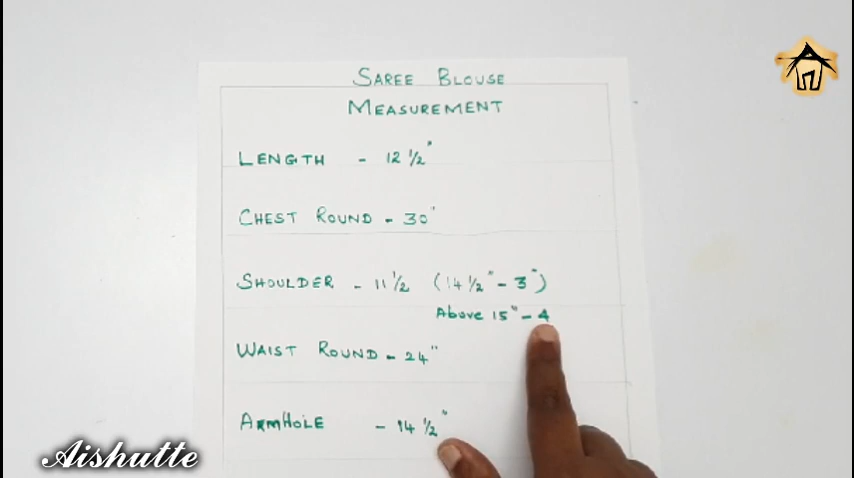 SAREE BLOUSE
MEASUREMENT
LENGTH - 12 1/2"
CHEST ROUND - 30"
SHOULDER - 11 1/2 (14 1/2" - 3")
Above 15" - 4
WAIST ROUND - 24"
ARMHOLE - 14 1/2"
Aishutte